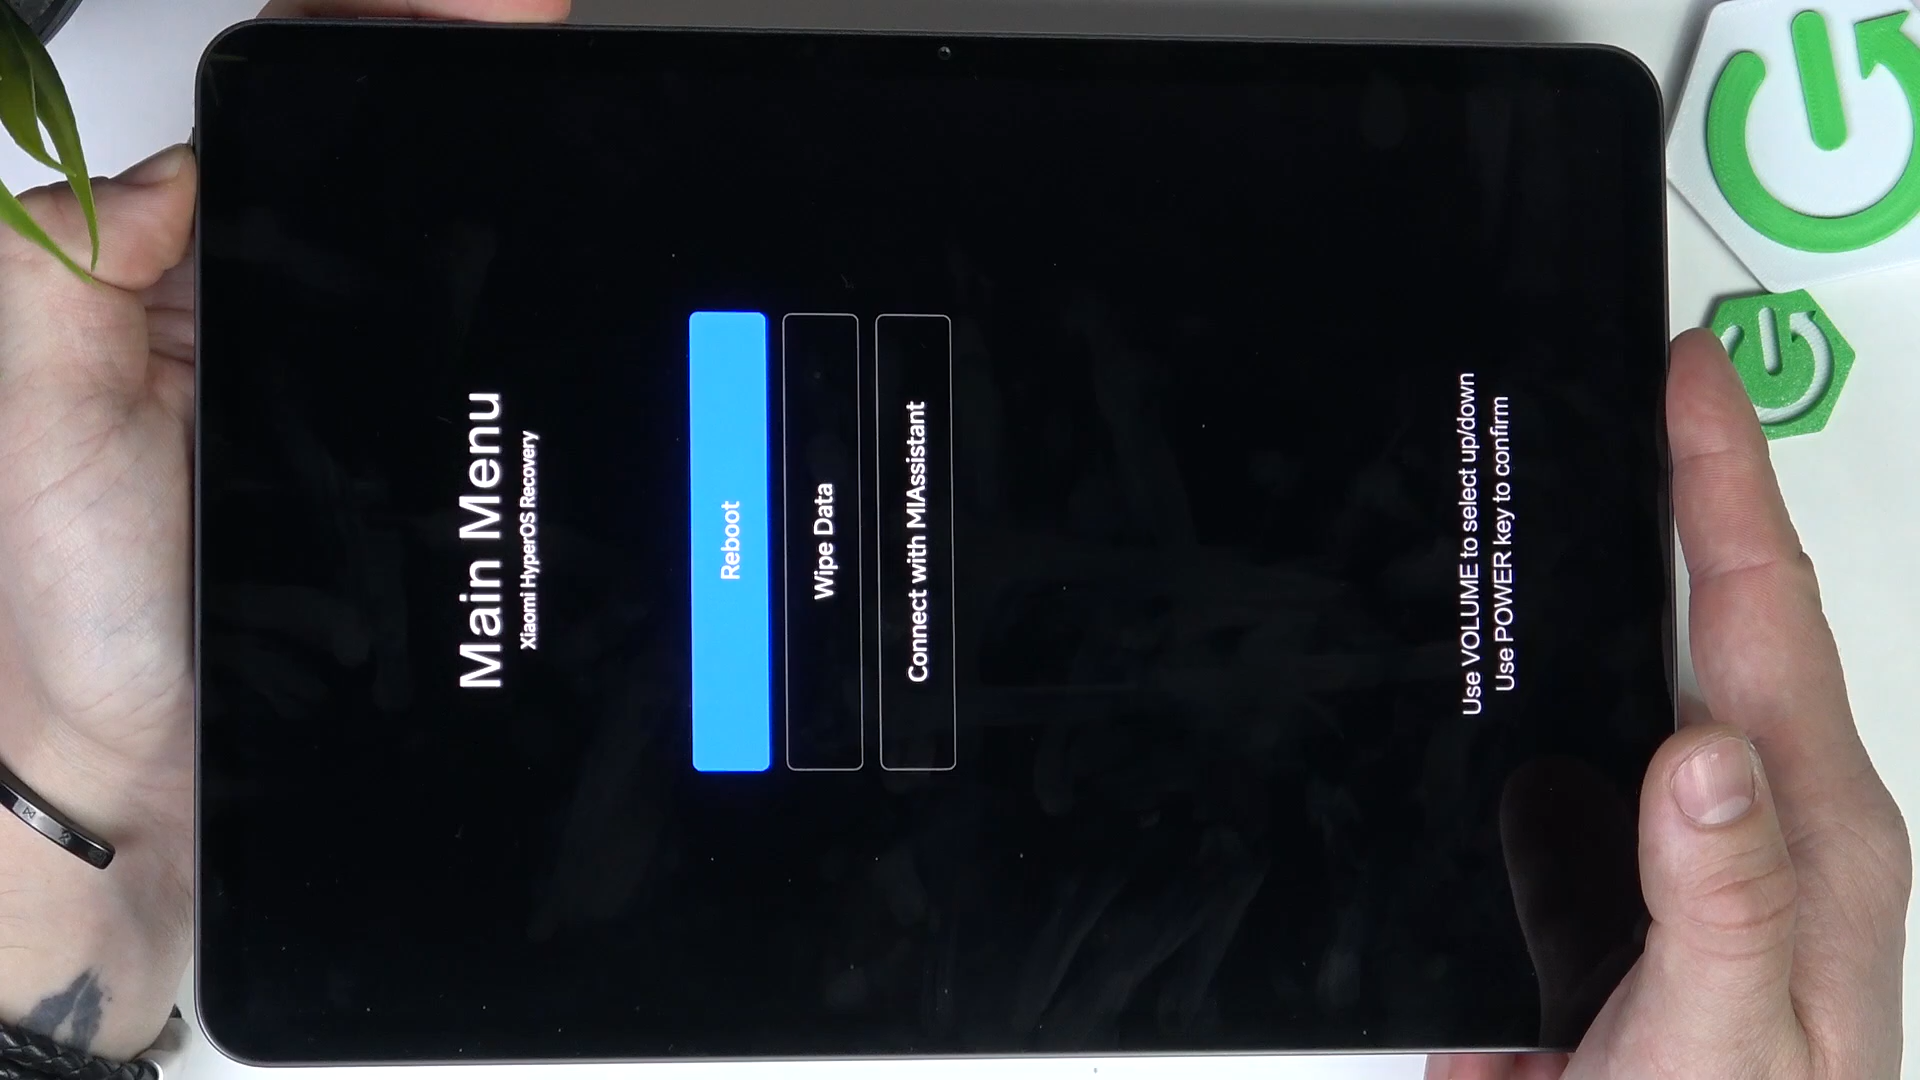 Main Menu
Xiaomi HyperOS Recovery
Reboot
Wipe Data
Connect with MIAssistant
Use VOLUME to select up/down
Use POWER key to confirm